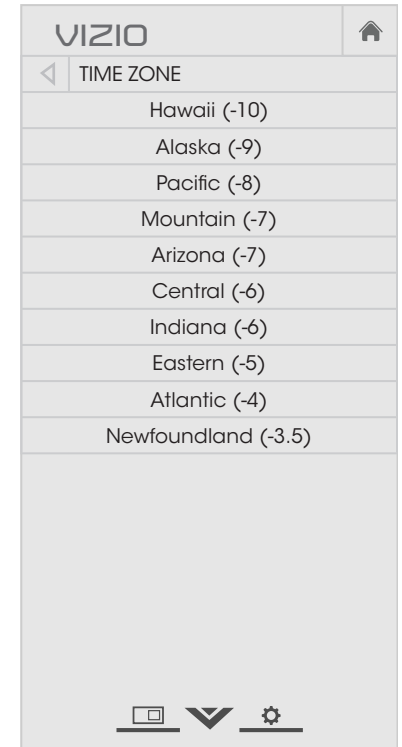 VIZIO
TIME ZONE
Hawaii (-10)
Alaska (-9)
Pacific (-8)
Mountain (-7)
Arizona (-7)
Central (-6)
Indiana (-6)
Eastern (-5)
Atlantic (-4)
Newfoundland (-3.5)